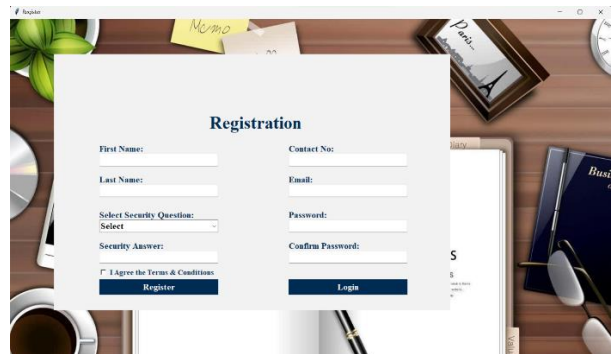 Register
Memo
Paris...
Registration
First Name:
Contact No:
Last Name:
Email:
Select Security Question:
Select
Password:
Security Answer:
Confirm Password:
I Agree the Terms & Conditions
Register
Login